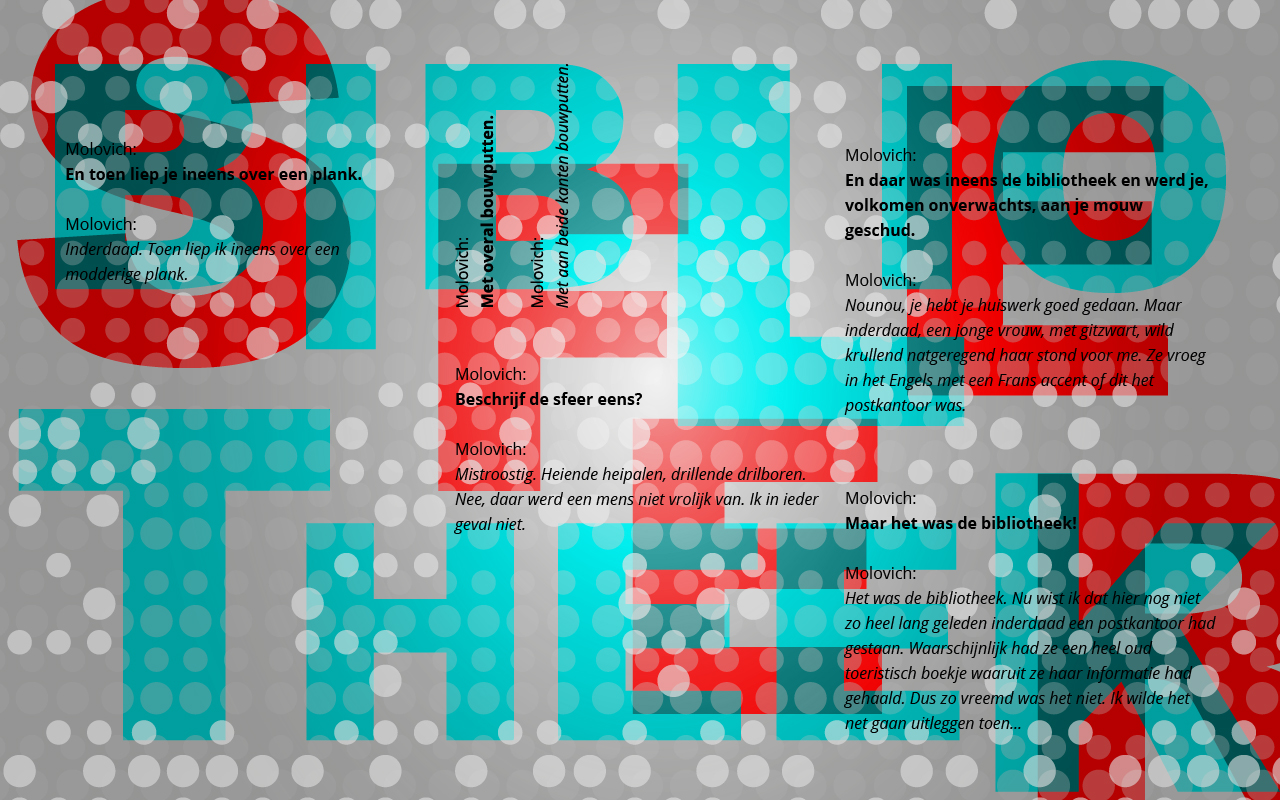 BIBLIO
THEEK
SFEER
Molovich:
En toen liep je ineens over een plank.
Molovich:
Inderdaad. Toen liep ik ineens over een
modderige plank.
Molovich:
Met overal bouwputten.
Molovich:
Met aan beide kanten bouwputten.
Molovich:
Beschrijf de sfeer eens?
Molovich:
Mistroostig. Heiende heipalen, drillende drilboren.
Nee, daar werd een mens niet vrolijk van. Ik in ieder
geval niet.
Molovich:
En daar was ineens de bibliotheek en werd je,
volkomen onverwachts, aan je mouw
geschud.
Molovich:
Nounou, je hebt je huiswerk goed gedaan. Maar
inderdaad, een jonge vrouw, met gitzwart, wild
krullend natgeregend haar stond voor me. Ze vroeg
in het Engels met een Frans accent of dit het
postkantoor was.
Molovich:
Maar het was de bibliotheek!
Molovich:
Het was de bibliotheek. Nu wist ik dat hier nog niet
zo heel lang geleden inderdaad een postkantoor had
gestaan. Waarschijnlijk had ze een heel oud
toeristisch boekje waaruit ze haar informatie had
gehaald. Dus zo vreemd was het niet. Ik wilde het
net gaan uitleggen toen...